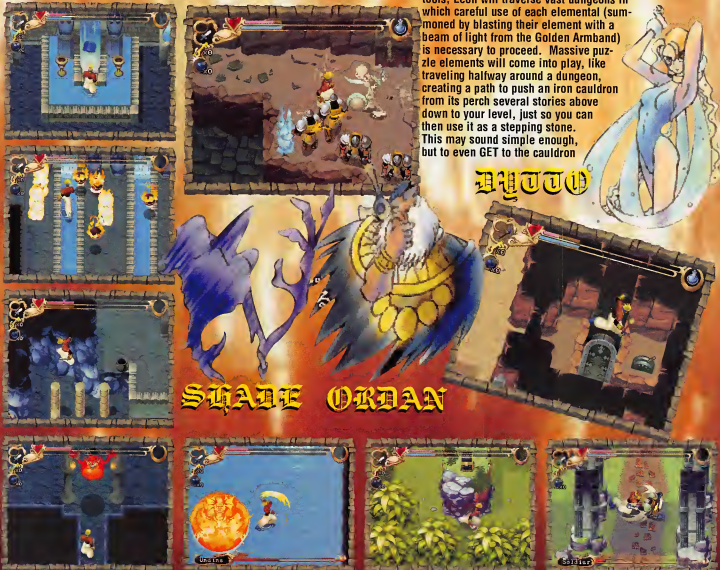 tools, Leon will traverse vast dungeons in
which careful use of each elemental (sum-
moned by blasting their element with a
beam of light from the Golden Armband)
is necessary to proceed. Massive puz-
zle elements will come into play, like
traveling halfway around a dungeon,
creating a path to push an iron cauldron
from its perch several stories above
down to your level, just so you can
then use it as a stepping stone.
This may sound simple enough,
but to even GET to the cauldron
DYTTO
SHADE ORDAN
Undine
Soldier